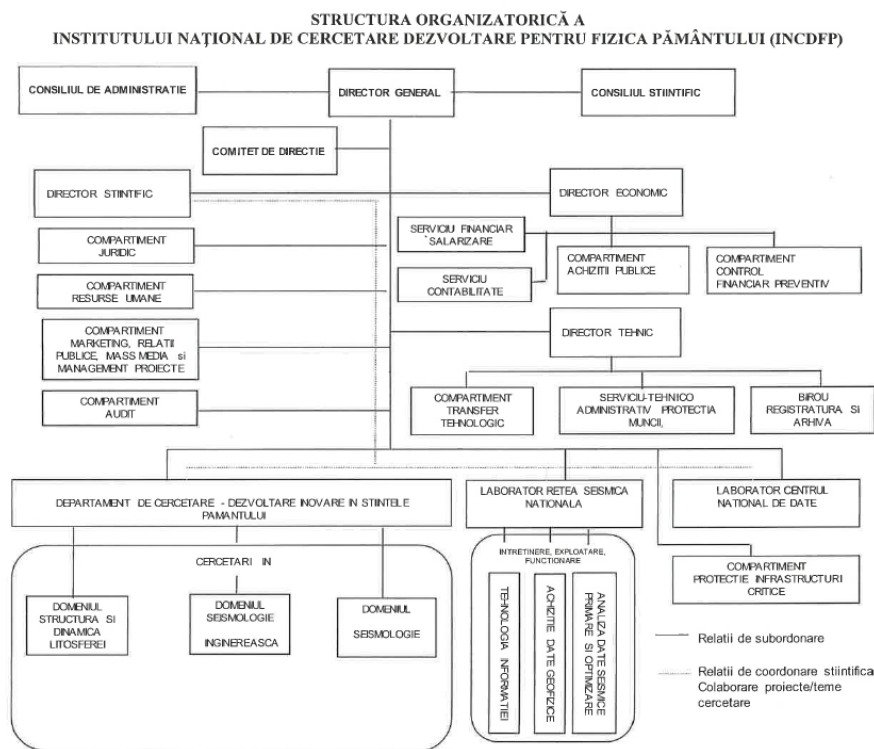 STRUCTURA ORGANIZATORICĂ A
INSTITUTULUI NAŢIONAL DE CERCETARE DEZVOLTARE PENTRU FIZICA PĂMÂNTULUI (INCDFP)
CONSILIUL DE ADMINISTRATIE
DIRECTOR GENERAL
CONSILIUL STIINTIFIC
COMITET DE DIRECTIE
DIRECTOR STIINTIFIC
DIRECTOR ECONOMIC
COMPARTIMENT
JURIDIC
SERVICIU FINANCIAR
SALARIZARE
COMPARTIMENT
ACHIZITII PUBLICE
COMPARTIMENT
CONTROL
FINANCIAR PREVENTIV
COMPARTIMENT
RESURSE UMANE
SERVICIU
CONTABILITATE
COMPARTIMENT
MARKETING, RELATII
PUBLICE, MASS MEDIA si
MANAGEMENT PROIECTE
DIRECTOR TEHNIC
COMPARTIMENT
AUDIT
COMPARTIMENT
TRANSFER
TEHNOLOGIC
SERVICIU-TEHNICO
ADMINISTRATIV PROTECTIA
MUNCII,
BIROU
REGISTRATURA SI
ARHIVA
DEPARTAMENT DE CERCETARE - DEZVOLTARE INOVARE IN STIINTELE
PAMANTULUI
LABORATOR RETEA SEISMICA
NATIONALA
LABORATOR CENTRUL
NATIONAL DE DATE
CERCETARI IN
DOMENIUL
STRUCTURA SI
DINAMICA
LITOSFEREI
DOMENIUL
SEISMOLOGIE
INGINEREASCA
DOMENIUL
SEISMOLOGIE
INTRETINERE, EXPLOATARE,
FUNCTIONARE
TEHNOLOGIA INFORMATIEI
ACHIZITIE DATE GEOFIZICE
ANALIZA DATE SEISMICE
PRIMARE SI OPTIMIZARE
COMPARTIMENT
PROTECTIE INFRASTRUCTURI
CRITICE
Relatii de subordonare
Relatii de coordonare stiintifica
Colaborare proiecte/teme
cercetare